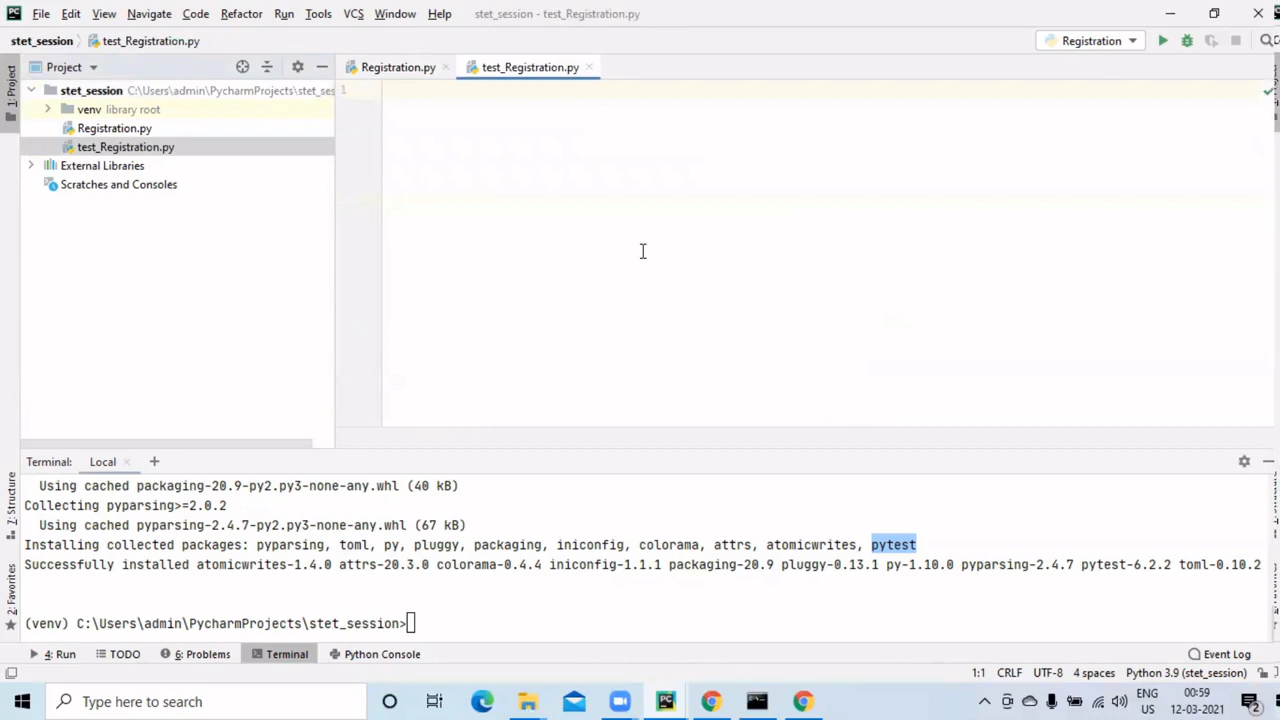 PC File Edit View Navigate Code Refactor Run Tools VCS Window Help stet_session - test_Registration.py
stet_session test_Registration.py Registration
1: Project Project Registration.py test_Registration.py
stet_session C:\Users\admin\PycharmProjects\stet_ses 1
venv library root
Registration.py
test_Registration.py
External Libraries
Scratches and Consoles
Terminal: Local
Using cached packaging-20.9-py2.py3-none-any.whl (40 kB)
Collecting pyparsing>=2.0.2
Using cached pyparsing-2.4.7-py2.py3-none-any.whl (67 kB)
Installing collected packages: pyparsing, toml, py, pluggy, packaging, iniconfig, colorama, attrs, atomicwrites, pytest
Successfully installed atomicwrites-1.4.0 attrs-20.3.0 colorama-0.4.4 iniconfig-1.1.1 packaging-20.9 pluggy-0.13.1 py-1.10.0 pyparsing-2.4.7 pytest-6.2.2 toml-0.10.2
(venv) C:\Users\admin\PycharmProjects\stet_session>
Z: Structure
2: Favorites
4: Run TODO 6: Problems Terminal Python Console Event Log
1:1 CRLF UTF-8 4 spaces Python 3.9 (stet_session)
Type here to search PC ENG 00:59
US 12-03-2021 2